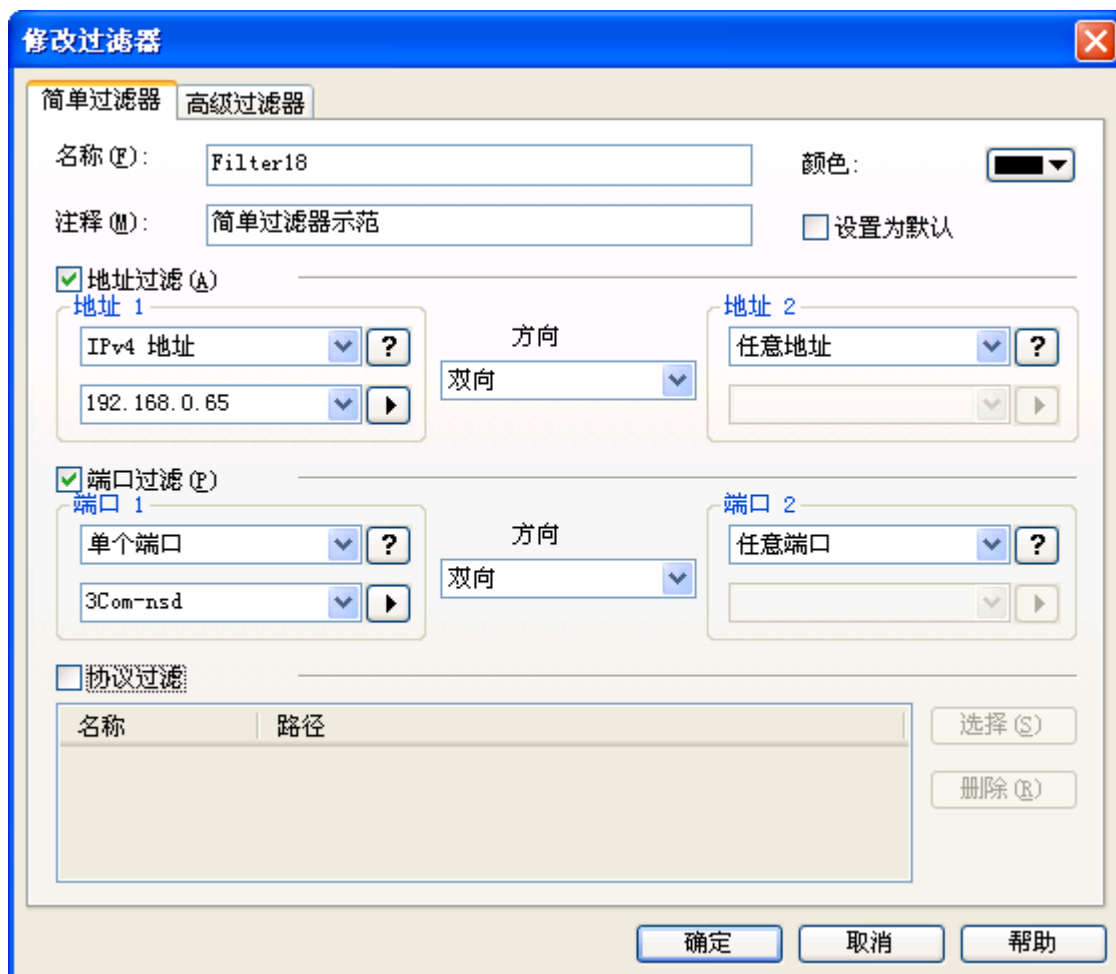 修改过滤器
简单过滤器 高级过滤器
名称(F): Filter18 颜色:
注释(M): 简单过滤器示范 设置为默认
地址过滤(A)
地址 1 地址 2
方向
IPv4 地址 ? 任意地址 ?
双向
192.168.0.65
端口过滤(P)
端口 1 端口 2
方向
单个端口 ? 任意端口 ?
双向
3Com-nsd
协议过滤
名称 路径 选择(S)
删除(R)
确定 取消 帮助